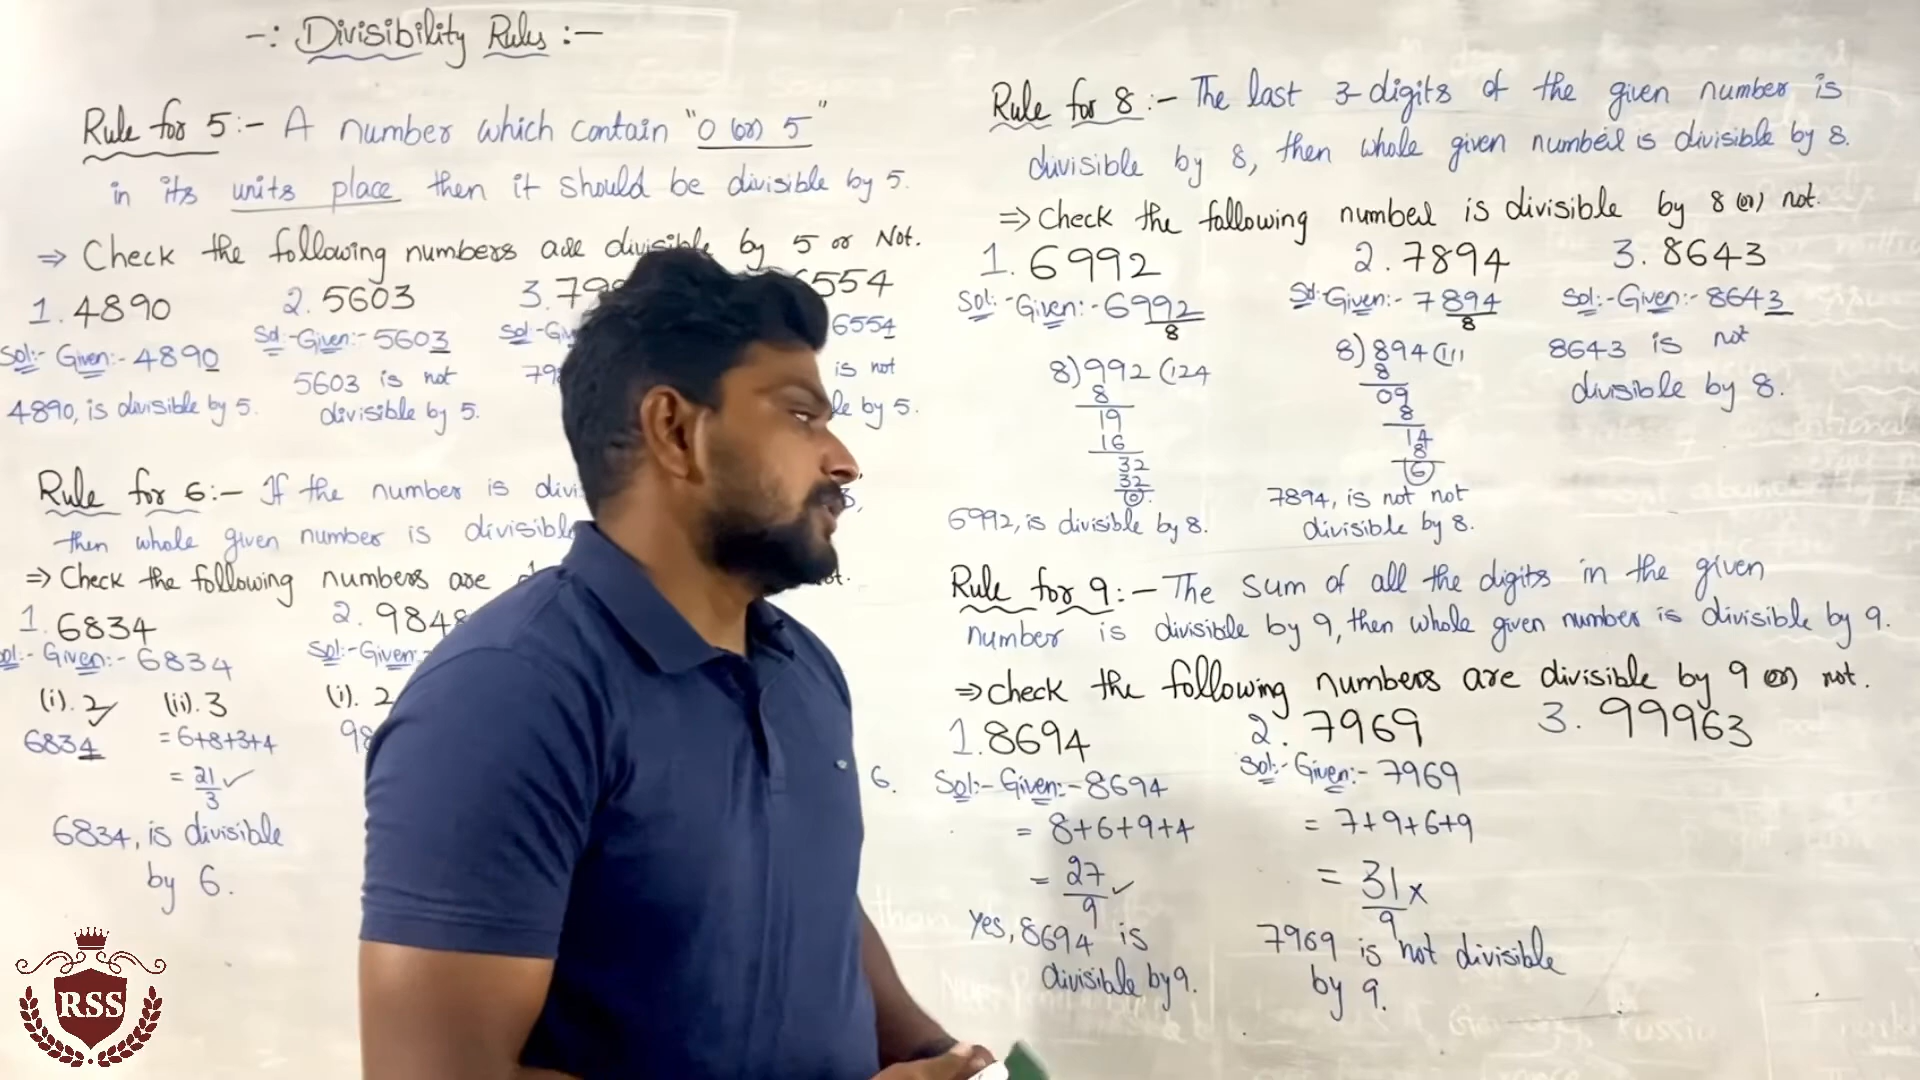 -: Divisibility Rules :-
Rule for 5:- A number which contain "0 (or) 5"
in its units place then it should be divisible by 5.
⇒ Check the following numbers are divisible by 5 or Not.
1. 4890
2. 5603
3. 799
6554
Sol:- Given:- 4890
Sol:-Given:-5603
Sol:-Giv
6554
4890, is divisible by 5.
5603 is not
divisible by 5.
79
is not
le by 5.
Rule for 6:- If the number is divi
3,
then whole given number is divisible
⇒ Check the following numbers are d
ot.
1. 6834
2. 9848
Sol:- Given:- 6834
Sol:-Given:-
(i). 2✓ (ii). 3
(i). 2
6834
= 6+8+3+4
98
= 21/3 ✓
6834, is divisible
by 6.
6.
Rule for 8:- The last 3-digits of the given number is
divisible by 8, then whole given number is divisible by 8.
⇒ Check the following number is divisible by 8 (or) not.
1. 6992
2. 7894
3. 8643
Sol:-Given:-6992
8
Sol:-Given:- 7894
8
Sol:-Given:- 8643
8)992(124
8
19
16
32
32
0
8)894(111
8
09
8
14
8
6
8643 is not
divisible by 8.
6992, is divisible by 8.
7894, is not not
divisible by 8.
Rule for 9:- The sum of all the digits in the given
number is divisible by 9, then whole given number is divisible by 9.
⇒ check the following numbers are divisible by 9 (or) not.
1. 8694
2. 7969
3. 99963
Sol:- Given:-8694
= 8+6+9+4
= 27/9 ✓
Yes, 8694 is
divisible by 9.
Sol:- Given:- 7969
= 7+9+6+9
= 31/9 x
7969 is not divisible
by 9.
RSS